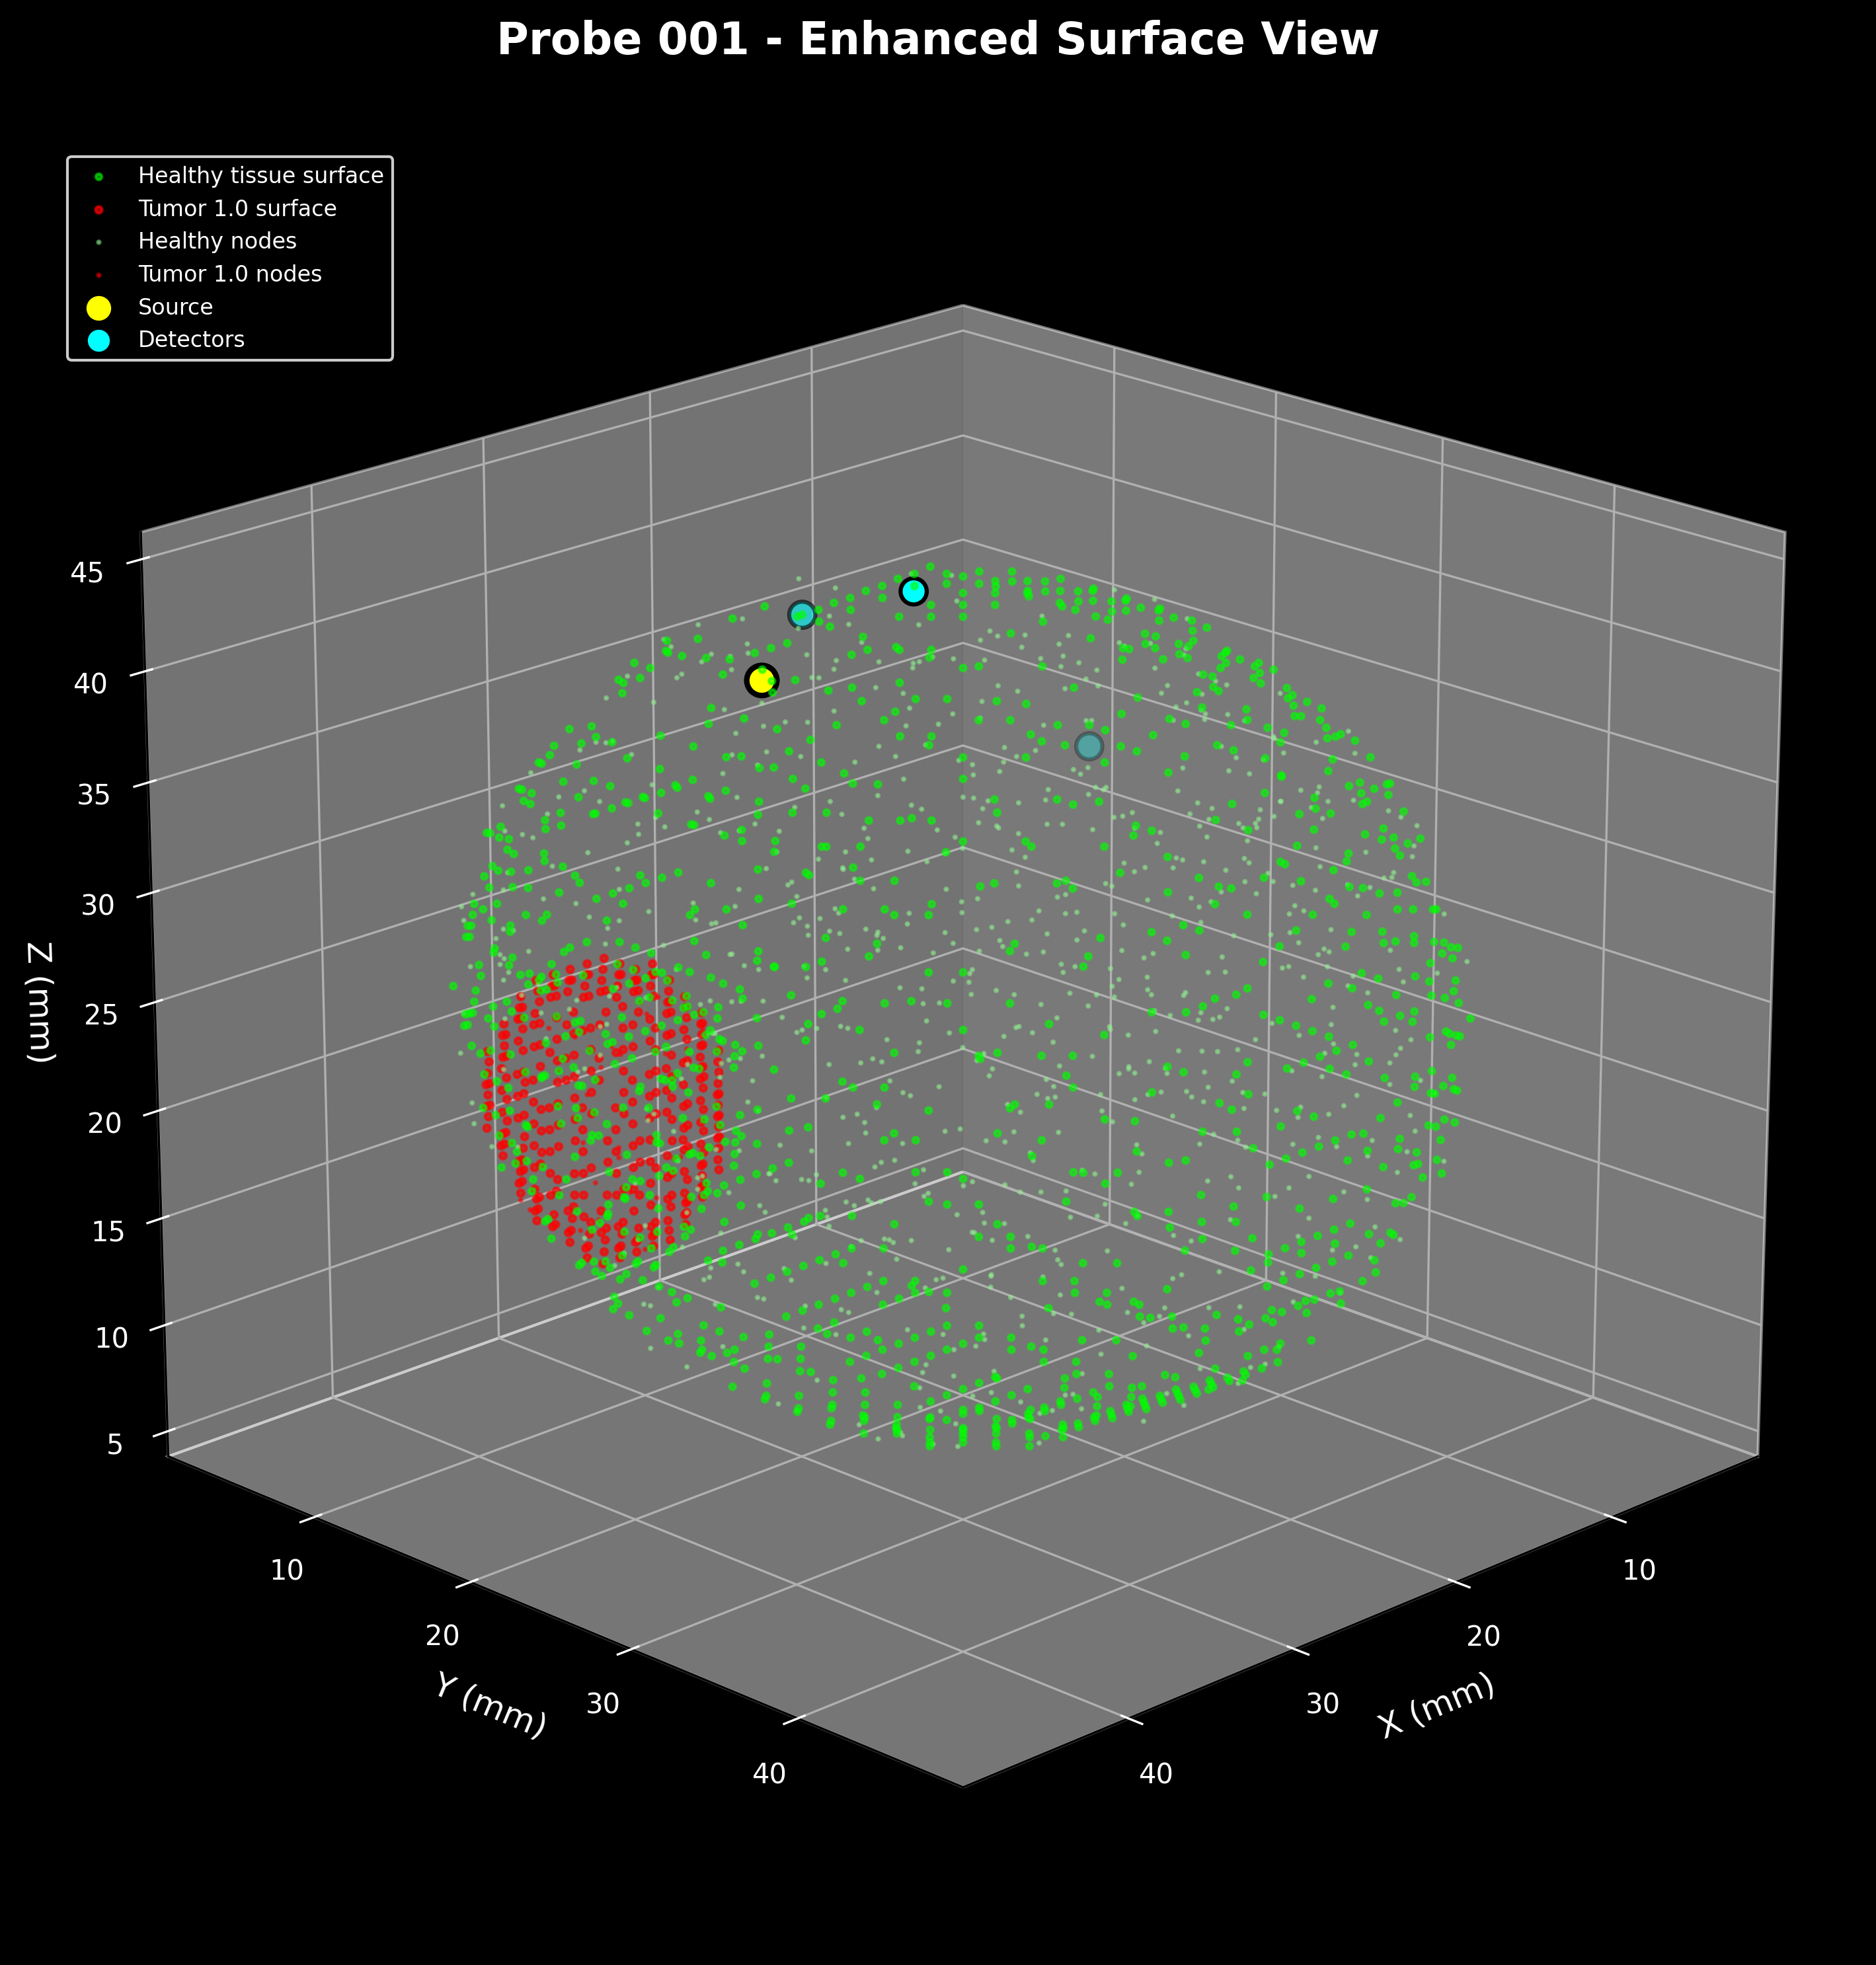 Probe 001 - Enhanced Surface View
Healthy tissue surface
Tumor 1.0 surface
Healthy nodes
Tumor 1.0 nodes
Source
Detectors
45
40
35
30
25
20
15
10
5
Z (mm)
10
20
30
40
Y (mm)
10
20
30
40
X (mm)